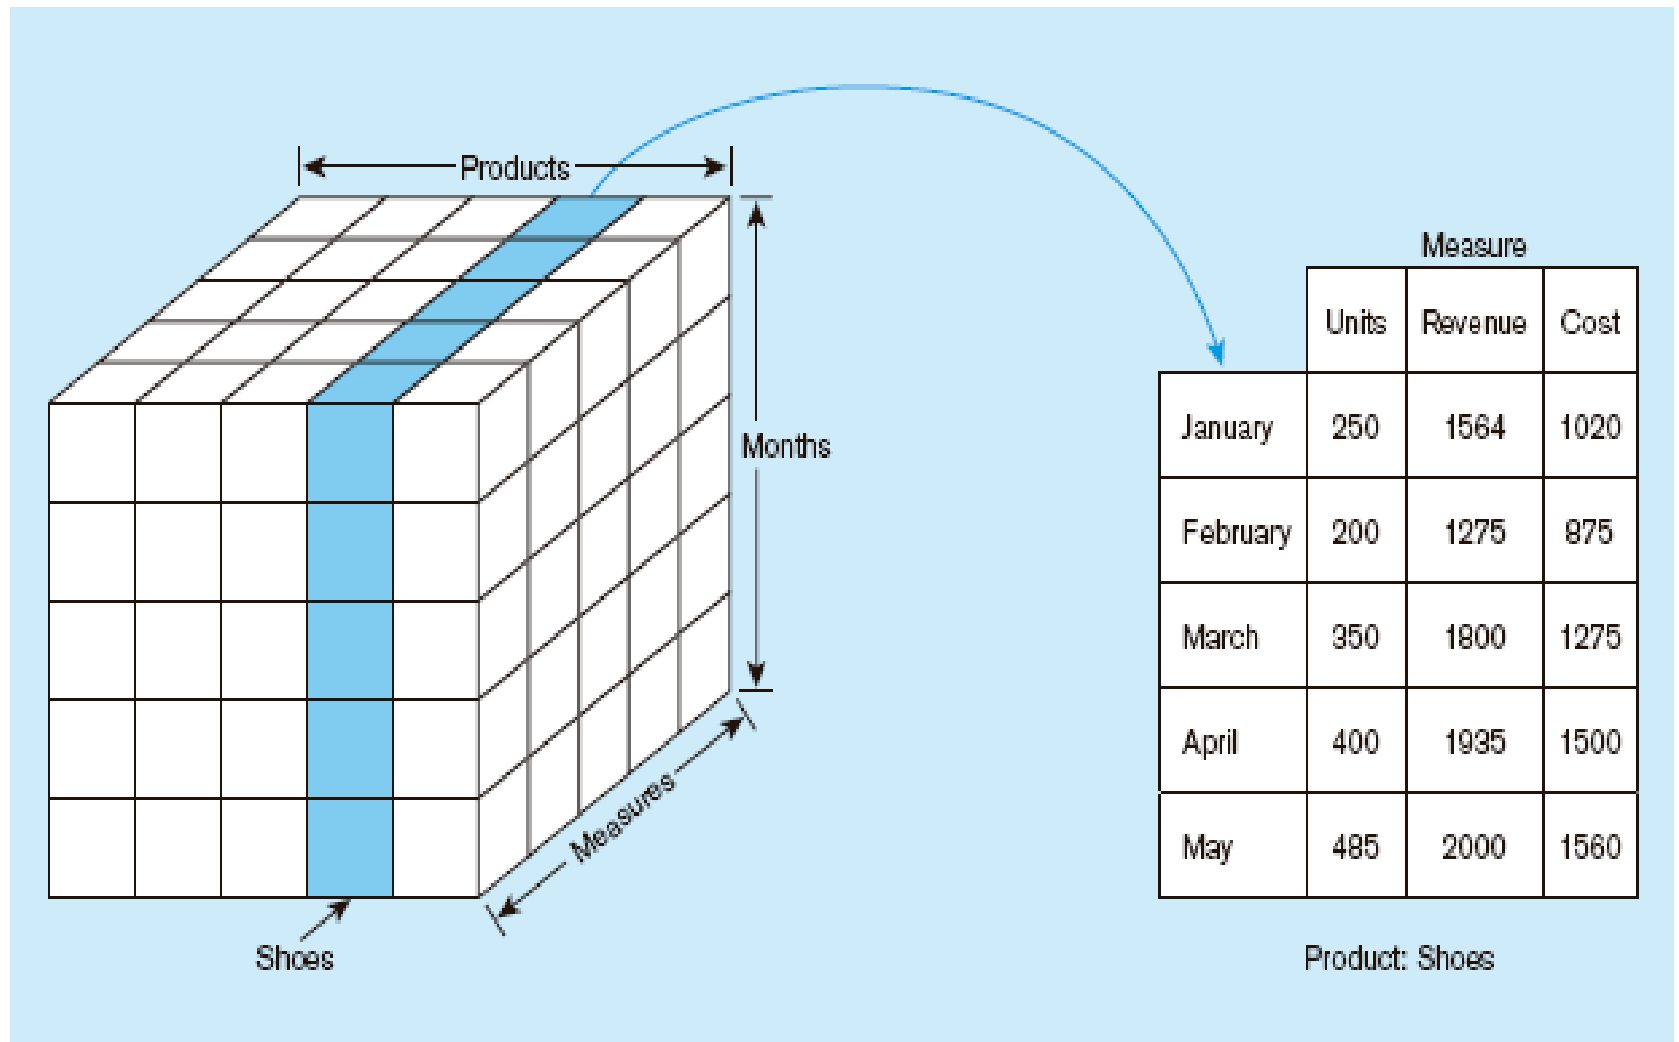 Products
Months
Measures
Shoes
Measure
Units Revenue Cost
January 250 1564 1020
February 200 1275 875
March 350 1800 1275
April 400 1935 1500
May 485 2000 1560
Product: Shoes